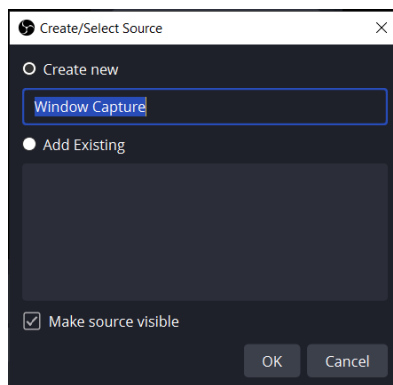 Create/Select Source
Create new
Window Capture
Add Existing
Make source visible
OK
Cancel